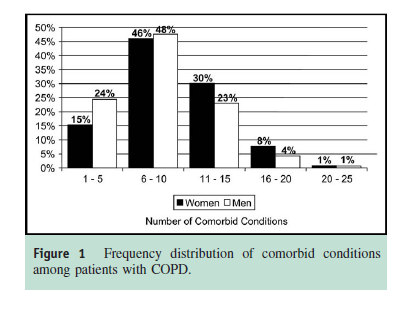 50%
45%
40%
35%
30%
25%
20%
15%
10%
5%
0%
15%
24%
46%
48%
30%
23%
8%
4%
1%
1%
1 - 5
6 - 10
11 - 15
16 - 20
20 - 25
Women Men
Number of Comorbid Conditions
Figure 1 Frequency distribution of comorbid conditions
among patients with COPD.